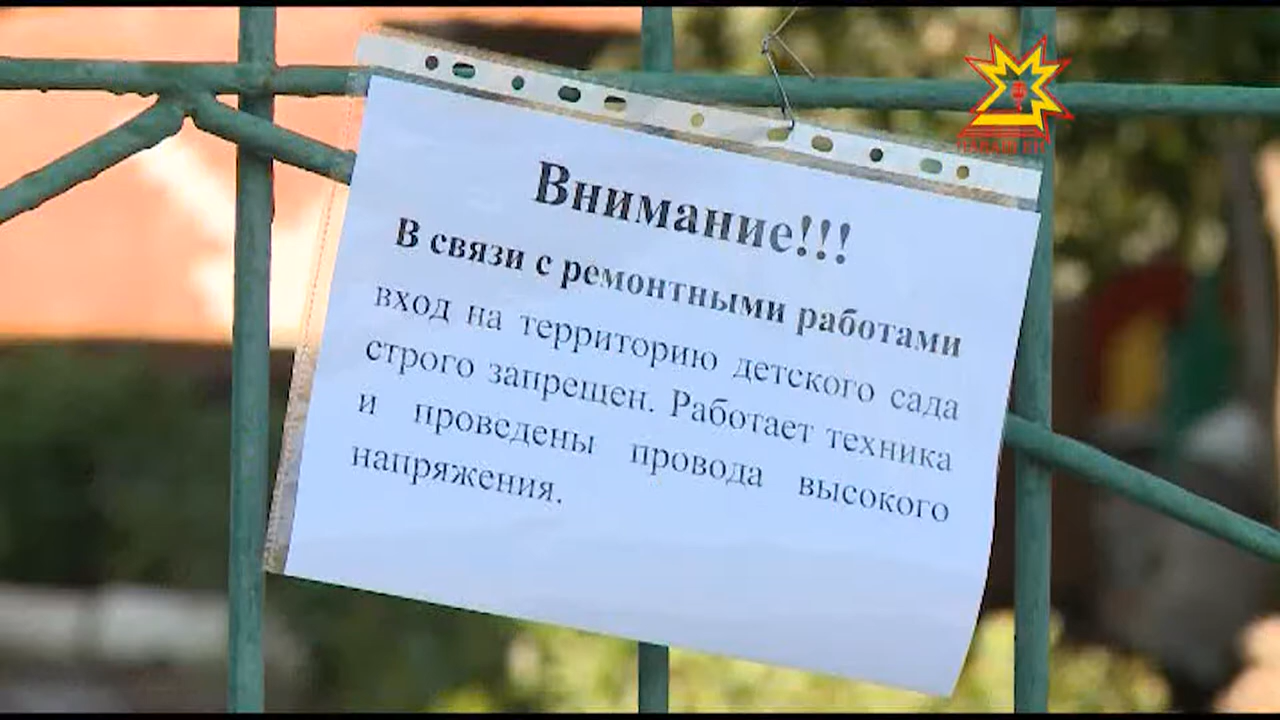 Внимание!!!
В связи с ремонтными работами
вход на территорию детского сада
строго запрещен. Работает техника
и проведены провода высокого
напряжения.